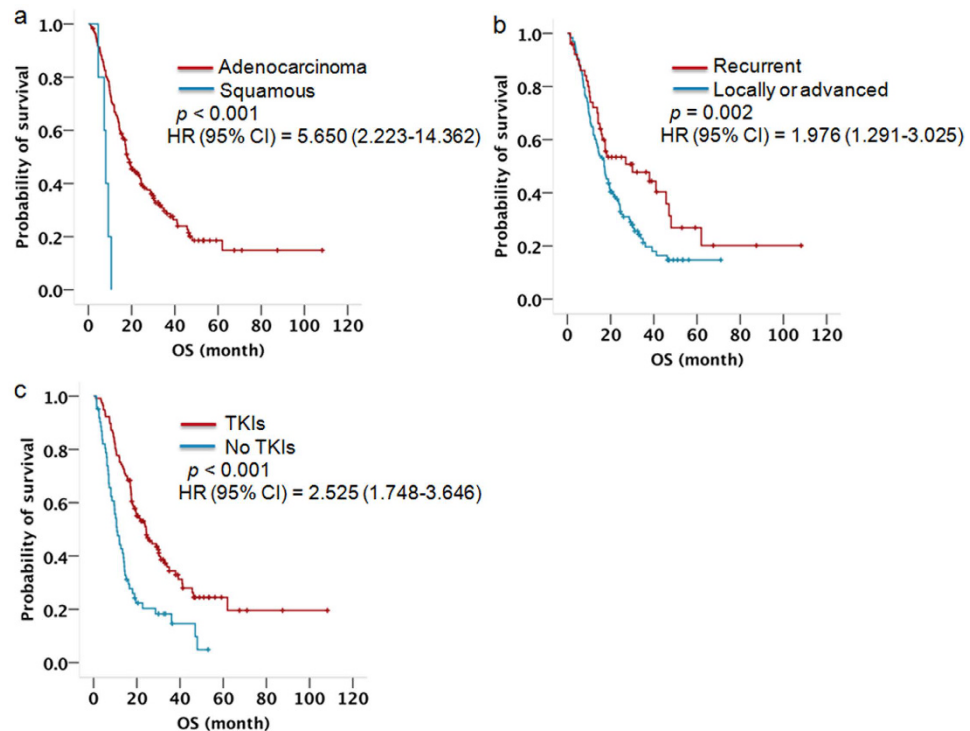 a
1.0
0.8
0.6
0.4
0.2
0.0
Probability of survival
Adenocarcinoma
Squamous
p < 0.001
HR (95% CI) = 5.650 (2.223-14.362)
0 20 40 60 80 100 120
OS (month)
b
1.0
0.8
0.6
0.4
0.2
0.0
Probability of survival
Recurrent
Locally or advanced
p = 0.002
HR (95% CI) = 1.976 (1.291-3.025)
0 20 40 60 80 100 120
OS (month)
c
1.0
0.8
0.6
0.4
0.2
0.0
Probability of survival
TKIs
No TKIs
p < 0.001
HR (95% CI) = 2.525 (1.748-3.646)
0 20 40 60 80 100 120
OS (month)